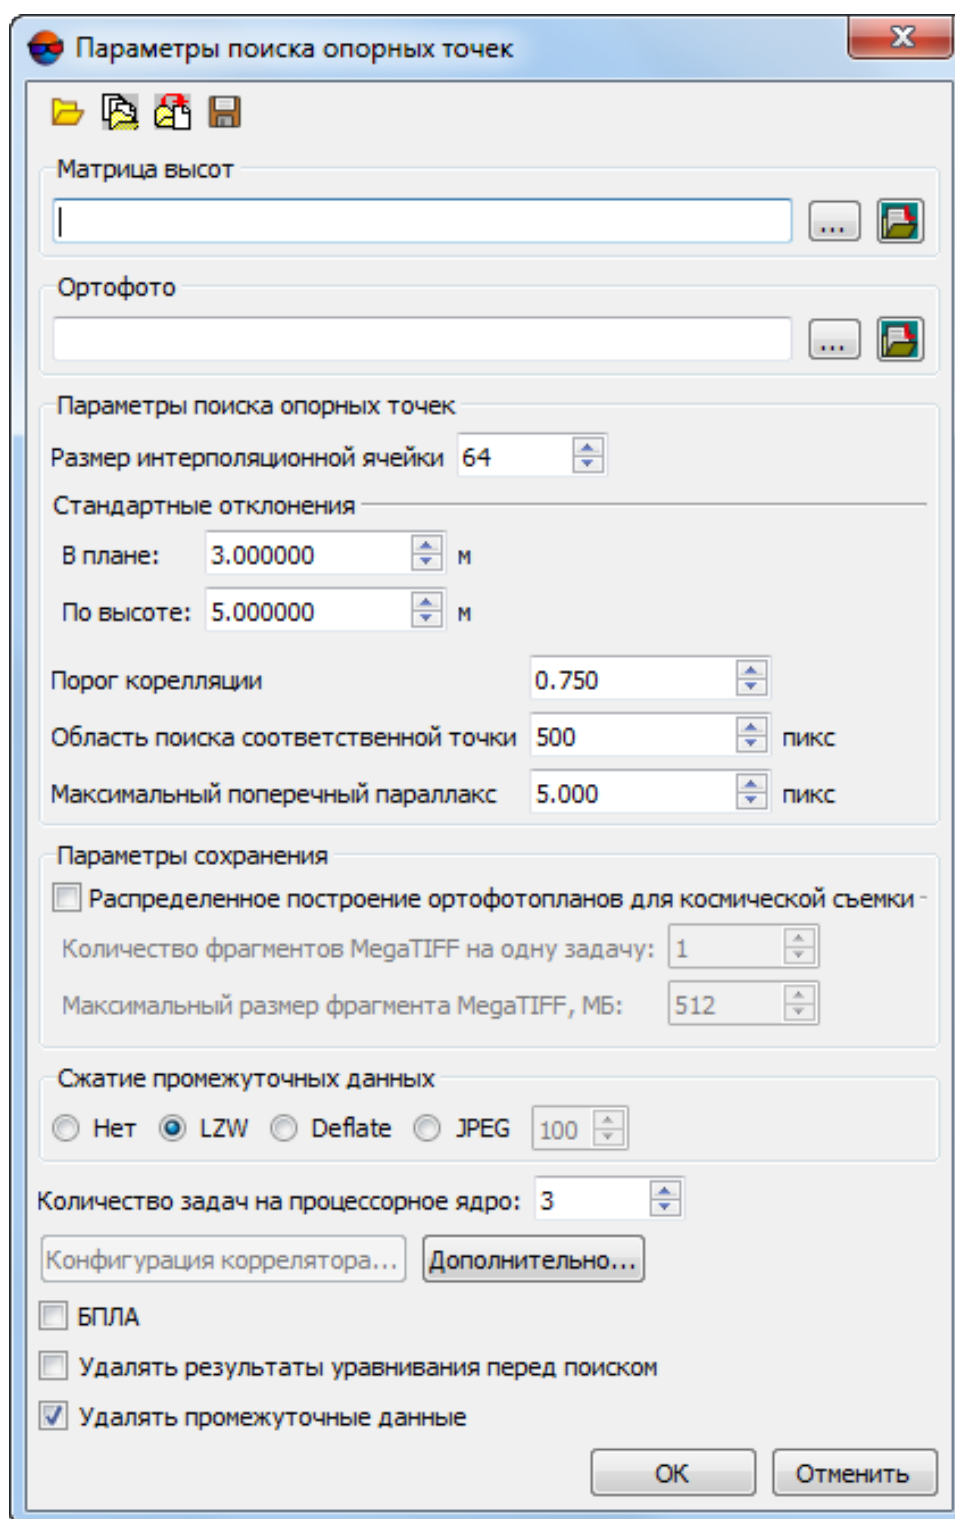 Параметры поиска опорных точек
Матрица высот
...
Ортофото
...
Параметры поиска опорных точек
Размер интерполяционной ячейки 64
Стандартные отклонения
В плане: 3.000000 м
По высоте: 5.000000 м
Порог корелляции 0.750
Область поиска соответственной точки 500 пикс
Максимальный поперечный параллакс 5.000 пикс
Параметры сохранения
Распределенное построение ортофотопланов для космической съемки
Количество фрагментов MegaTIFF на одну задачу: 1
Максимальный размер фрагмента MegaTIFF, МБ: 512
Сжатие промежуточных данных
Нет LZW Deflate JPEG 100
Количество задач на процессорное ядро: 3
Конфигурация коррелятора... Дополнительно...
БПЛА
Удалять результаты уравнивания перед поиском
Удалять промежуточные данные
OK Отменить